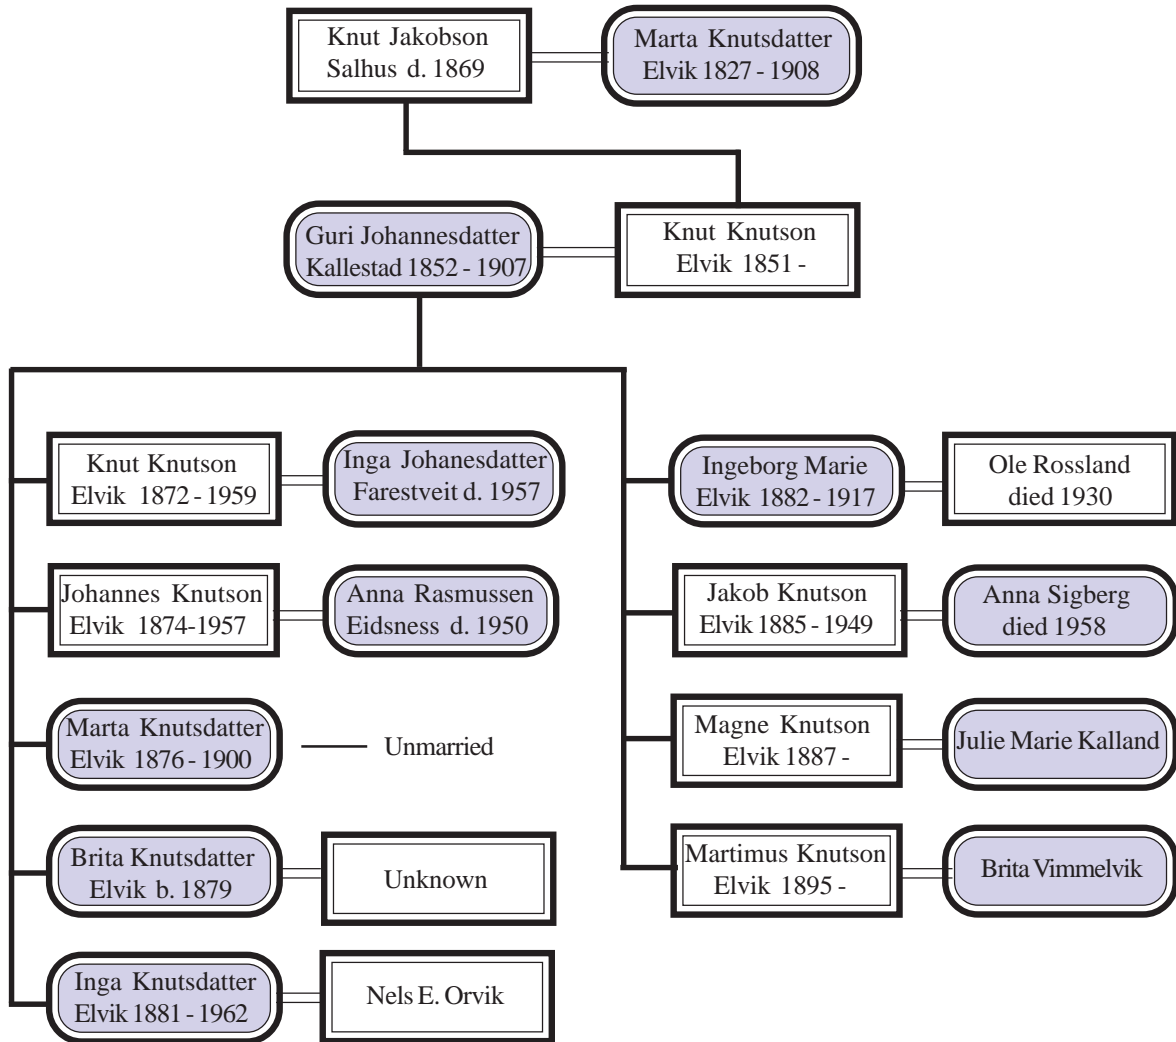 Knut Jakobson
Salhus d. 1869
Marta Knutsdatter
Elvik 1827 - 1908
Guri Johannesdatter
Kallestad 1852 - 1907
Knut Knutson
Elvik 1851 -
Knut Knutson
Elvik 1872 - 1959
Inga Johanesdatter
Farestveit d. 1957
Johannes Knutson
Elvik 1874-1957
Anna Rasmussen
Eidsness d. 1950
Marta Knutsdatter
Elvik 1876 - 1900
Unmarried
Brita Knutsdatter
Elvik b. 1879
Unknown
Inga Knutsdatter
Elvik 1881 - 1962
Nels E. Orvik
Ingeborg Marie
Elvik 1882 - 1917
Ole Rossland
died 1930
Jakob Knutson
Elvik 1885 - 1949
Anna Sigberg
died 1958
Magne Knutson
Elvik 1887 -
Julie Marie Kalland
Martimus Knutson
Elvik 1895 -
Brita Vimmelvik